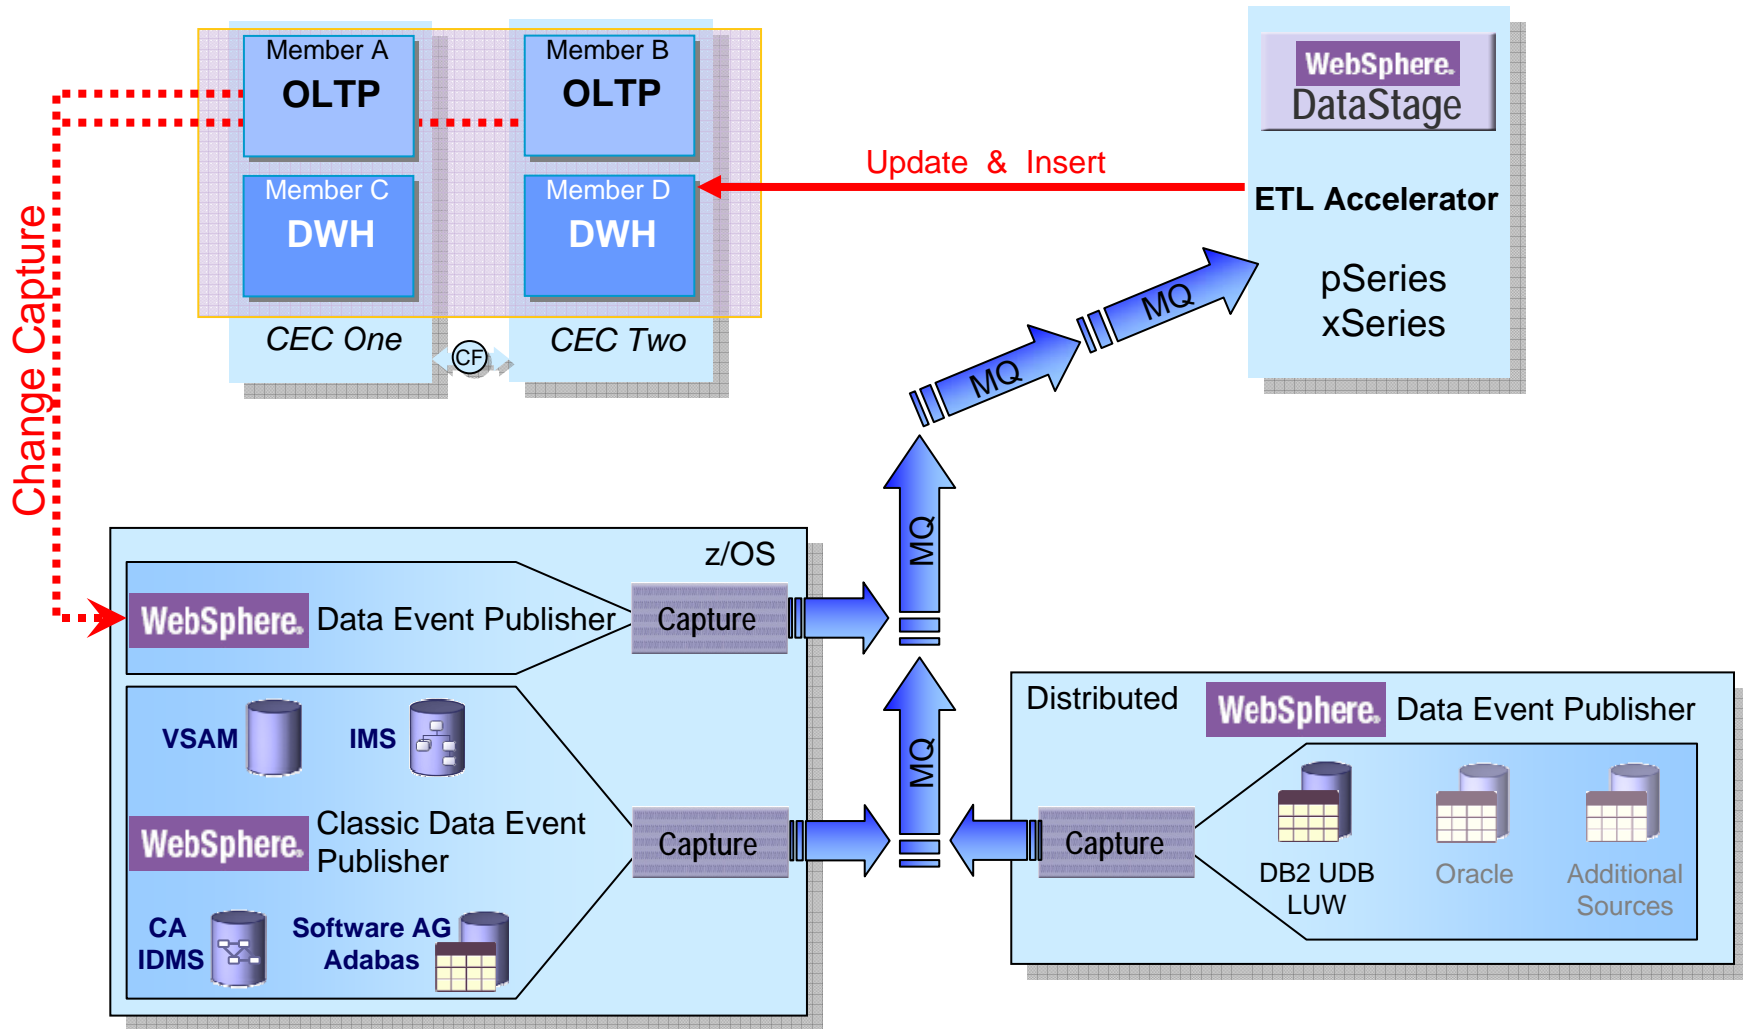 Member A
OLTP
Member B
OLTP
Member C
DWH
Member D
DWH
CEC One
CEC Two
CF
Update & Insert
WebSphere.
DataStage
ETL Accelerator
pSeries
xSeries
Change Capture
MQ
MQ
MQ
MQ
z/OS
WebSphere® Data Event Publisher
Capture
VSAM
IMS
WebSphere®
Classic Data Event
Publisher
Capture
CA
IDMS
Software AG
Adabas
Distributed
WebSphere® Data Event Publisher
Capture
DB2 UDB
LUW
Oracle
Additional
Sources